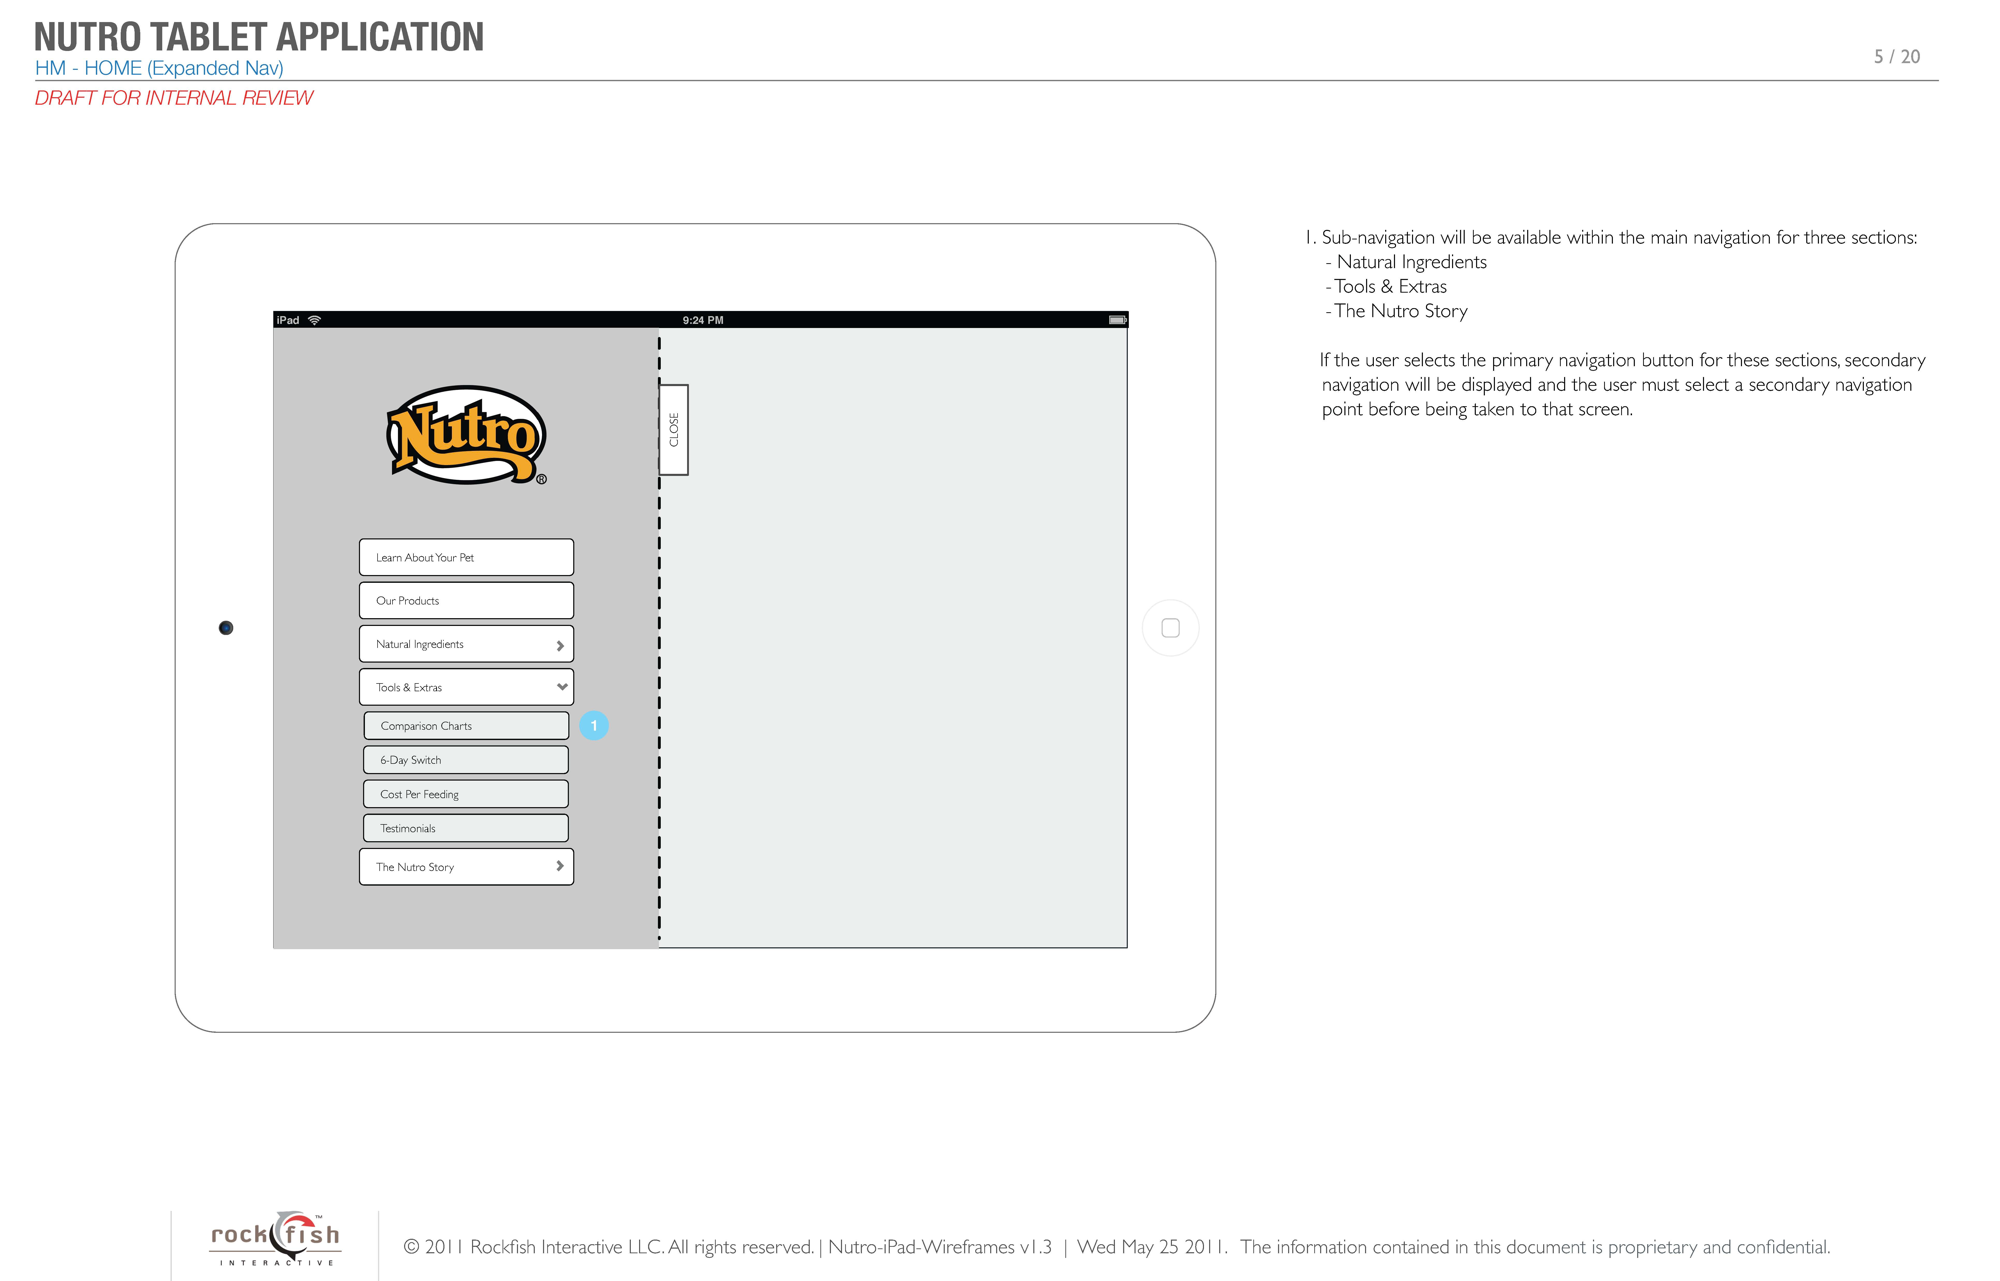 NUTRO TABLET APPLICATION
HM - HOME (Expanded Nav)
5 / 20
DRAFT FOR INTERNAL REVIEW
1. Sub-navigation will be available within the main navigation for three sections:
- Natural Ingredients
- Tools & Extras
- The Nutro Story
If the user selects the primary navigation button for these sections, secondary
navigation will be displayed and the user must select a secondary navigation
point before being taken to that screen.
iPad
9:24 PM
Nutro®
CLOSE
Learn About Your Pet
Our Products
Natural Ingredients
Tools & Extras
Comparison Charts
1
6-Day Switch
Cost Per Feeding
Testimonials
The Nutro Story
rockfish™
INTERACTIVE
© 2011 Rockfish Interactive LLC. All rights reserved. | Nutro-iPad-Wireframes v1.3 | Wed May 25 2011. The information contained in this document is proprietary and confidential.